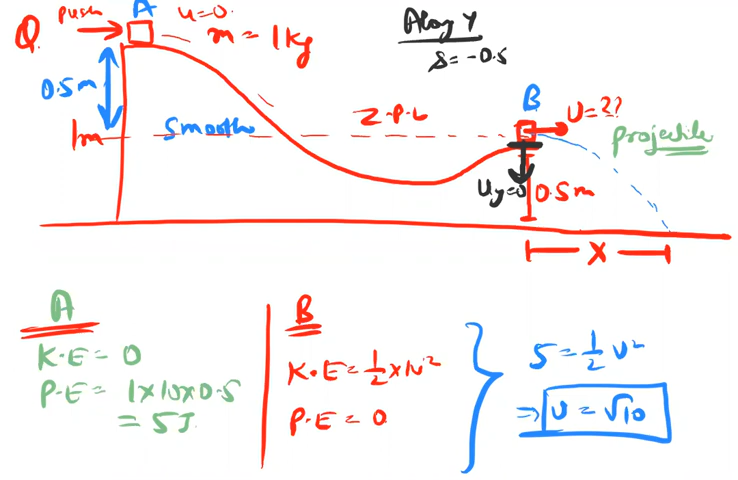 Q. push A u=0.
m = 1kg
Along Y
s = -0.5
0.5m
1m
Smooth
Z.P.L
B
U=??
projectile
Uy=0
0.5m
X
A
K.E = 0
P.E = 1x10x0.5
= 5J.
B
K.E = 1/2 x 1v²
P.E = 0
5 = 1/2 v²
⇒ v = √10